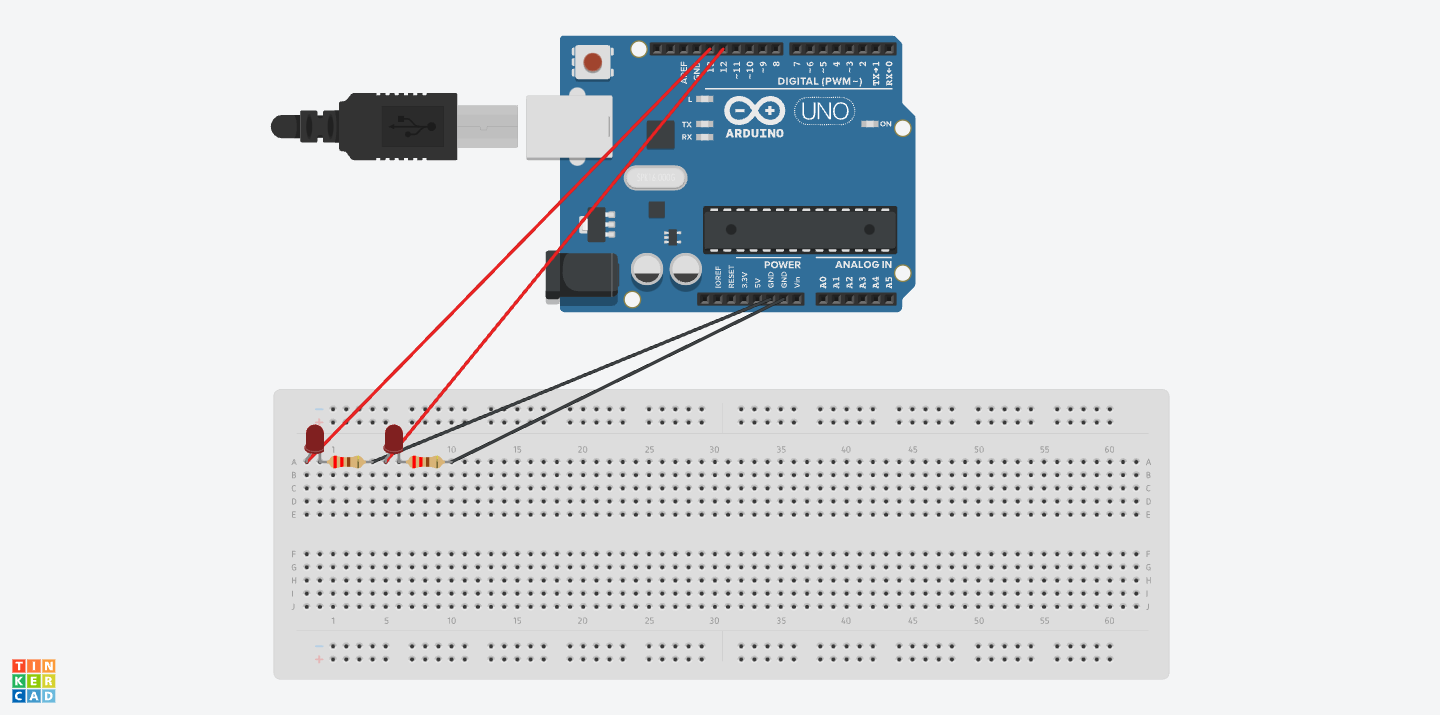 AREF
GND
13
12
~11
~10
~9
8
7
~6
~5
4
~3
2
TX→1
RX←0
DIGITAL (PWM~)
L
TX
RX
ARDUINO
UNO
ON
POWER
ANALOG IN
IOREF
RESET
3.3V
5V
GND
GND
Vin
A0
A1
A2
A3
A4
A5
1 10 15 20 25 30 35 40 45 50 55 60
A A
B B
C C
D D
E E
F F
G G
H H
I I
J J
1 5 10 15 20 25 30 35 40 45 50 55 60
TIN
KER
CAD